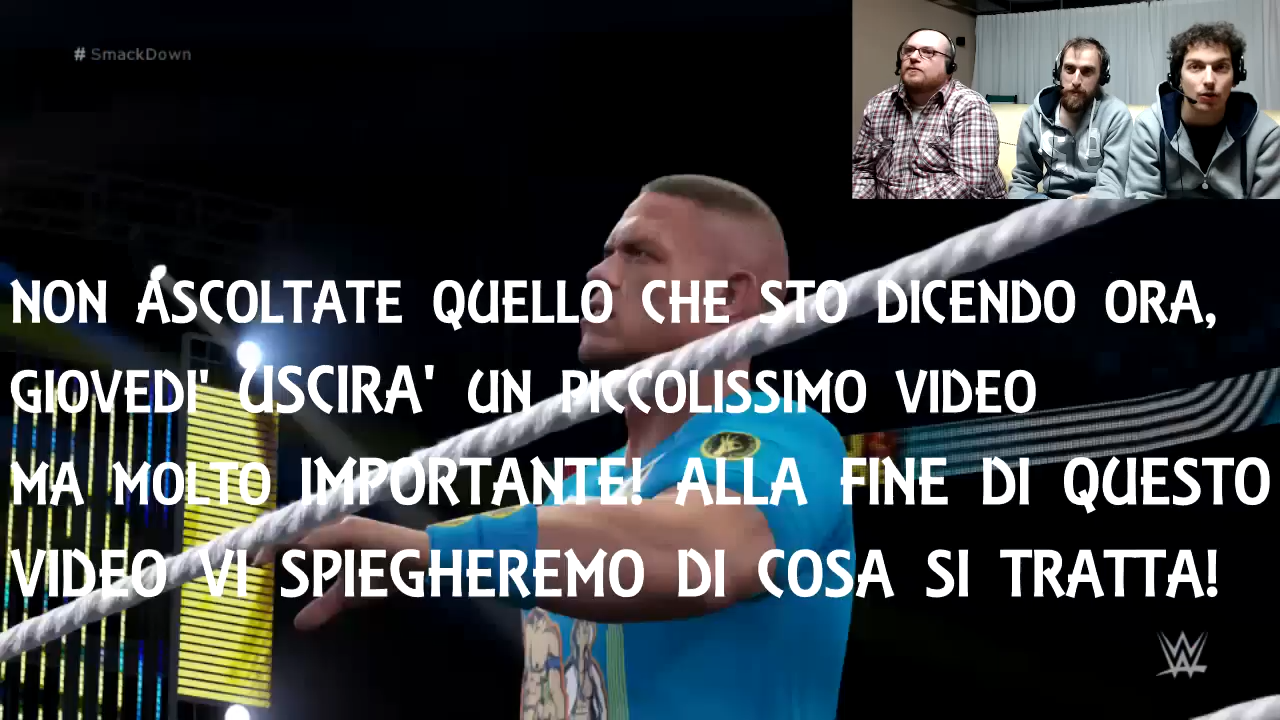 # SmackDown
NON ASCOLTATE QUELLO CHE STO DICENDO ORA,
GIOVEDI' USCIRA' UN PICCOLISSIMO VIDEO
MA MOLTO IMPORTANTE! ALLA FINE DI QUESTO
VIDEO VI SPIEGHEREMO DI COSA SI TRATTA!